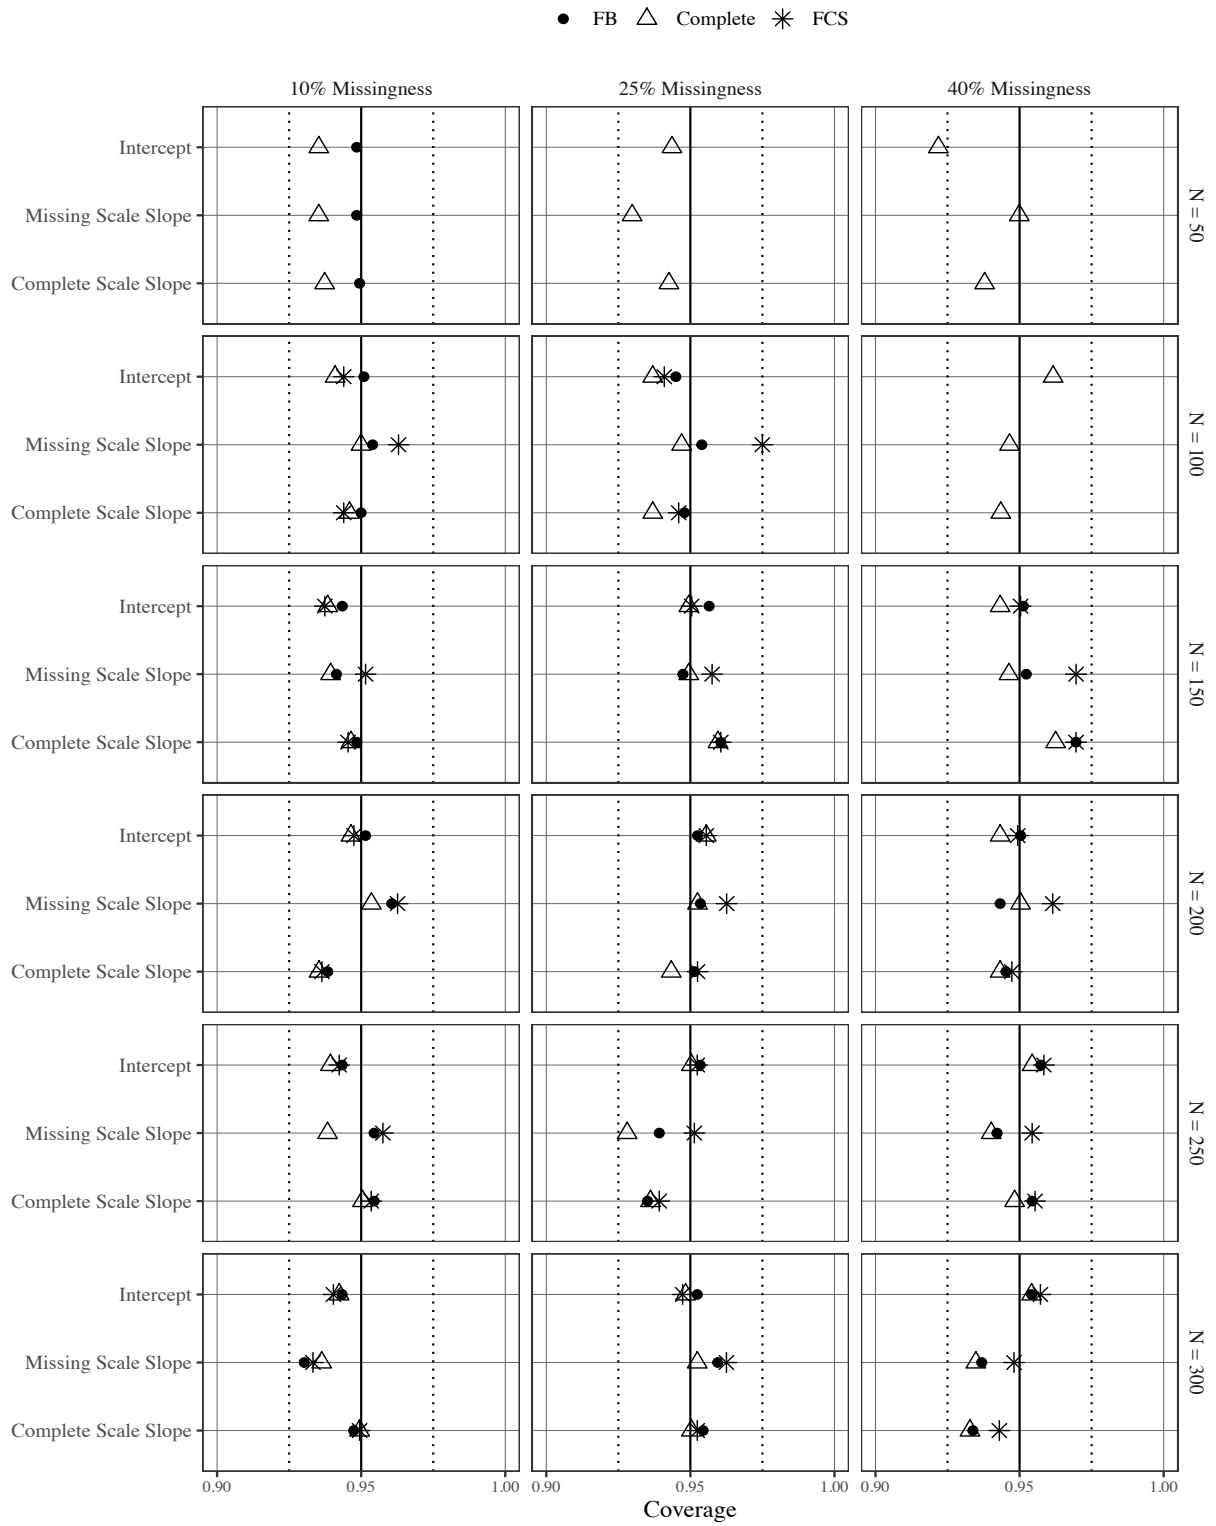 FB Complete FCS
10% Missingness 25% Missingness 40% Missingness
Intercept
Missing Scale Slope
Complete Scale Slope
N = 50
Intercept
Missing Scale Slope
Complete Scale Slope
N = 100
Intercept
Missing Scale Slope
Complete Scale Slope
N = 150
Intercept
Missing Scale Slope
Complete Scale Slope
N = 200
Intercept
Missing Scale Slope
Complete Scale Slope
N = 250
Intercept
Missing Scale Slope
Complete Scale Slope
N = 300
0.90 0.95 1.00 0.90 0.95 1.00 0.90 0.95 1.00
Coverage